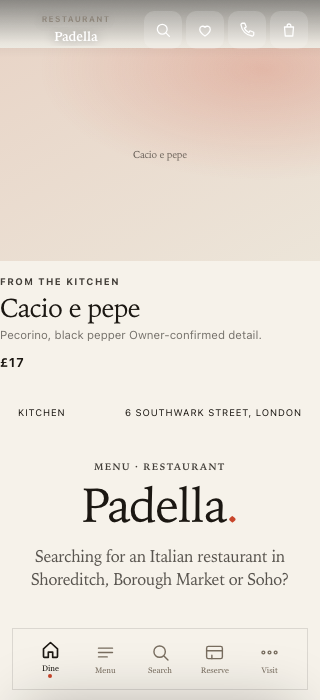 RESTAURANT
Padella
Cacio e pepe
FROM THE KITCHEN
Cacio e pepe
Pecorino, black pepper Owner-confirmed detail.
£17
KITCHEN
6 SOUTHWARK STREET, LONDON
MENU · RESTAURANT
Padella.
Searching for an Italian restaurant in
Shoreditch, Borough Market or Soho?
Dine
Menu
Search
Reserve
Visit